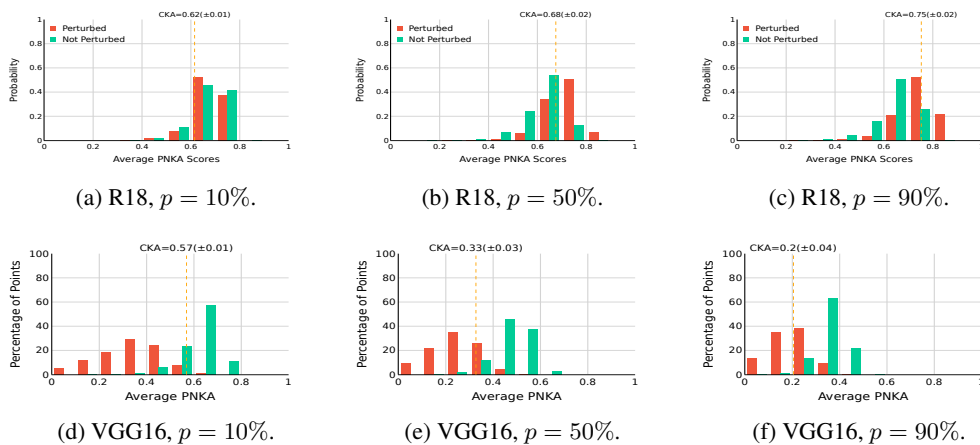 CKA=0.62(±0.01)
Perturbed
Not Perturbed
Probability
1
0.8
0.6
0.4
0.2
0
0 0.2 0.4 0.6 0.8 1
Average PNKA Scores
(a) R18, p = 10%.
CKA=0.68(±0.02)
Perturbed
Not Perturbed
Probability
1
0.8
0.6
0.4
0.2
0
0 0.2 0.4 0.6 0.8 1
Average PNKA Scores
(b) R18, p = 50%.
CKA=0.75(±0.02)
Perturbed
Not Perturbed
Probability
1
0.8
0.6
0.4
0.2
0
0 0.2 0.4 0.6 0.8 1
Average PNKA Scores
(c) R18, p = 90%.
CKA=0.57(±0.01)
Percentage of Points
100
80
60
40
20
0
0 0.2 0.4 0.6 0.8 1
Average PNKA
(d) VGG16, p = 10%.
CKA=0.33(±0.03)
Percentage of Points
100
80
60
40
20
0
0 0.2 0.4 0.6 0.8 1
Average PNKA
(e) VGG16, p = 50%.
CKA=0.2(±0.04)
Percentage of Points
100
80
60
40
20
0
0 0.2 0.4 0.6 0.8 1
Average PNKA
(f) VGG16, p = 90%.